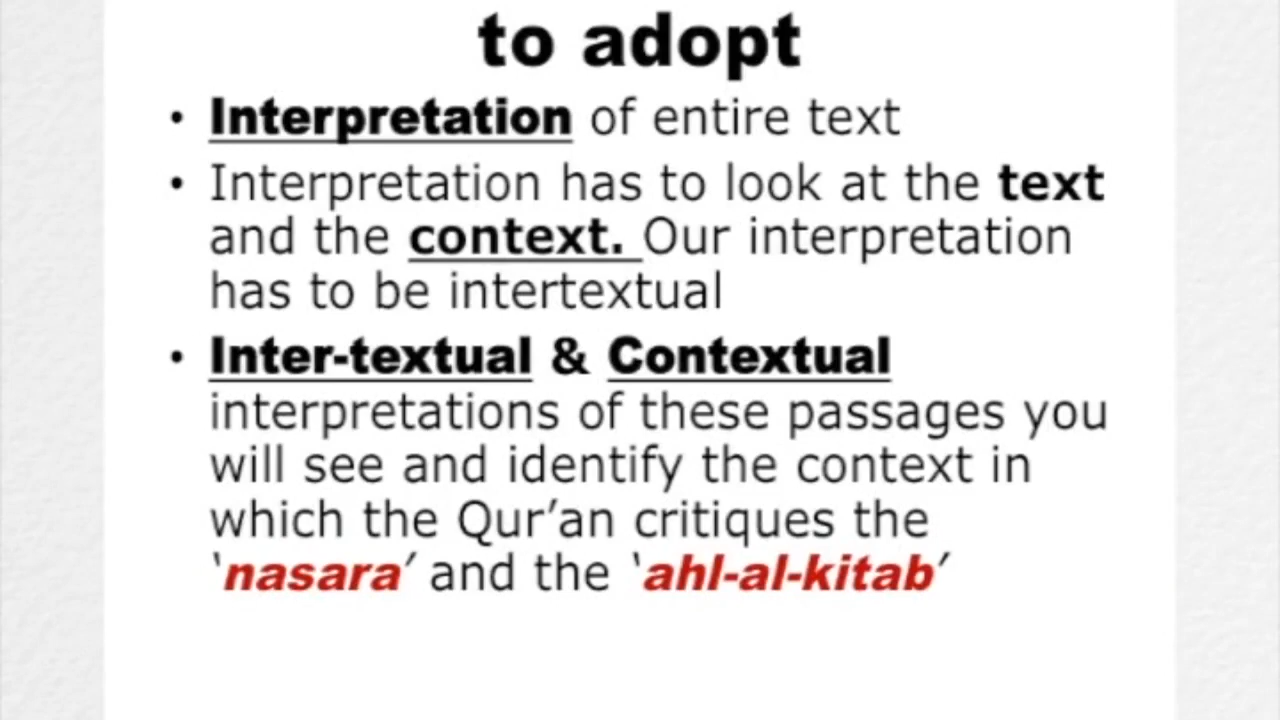 to adopt
• Interpretation of entire text
• Interpretation has to look at the text
and the context. Our interpretation
has to be intertextual
• Inter-textual & Contextual
interpretations of these passages you
will see and identify the context in
which the Qur’an critiques the
‘nasara’ and the ‘ahl-al-kitab’